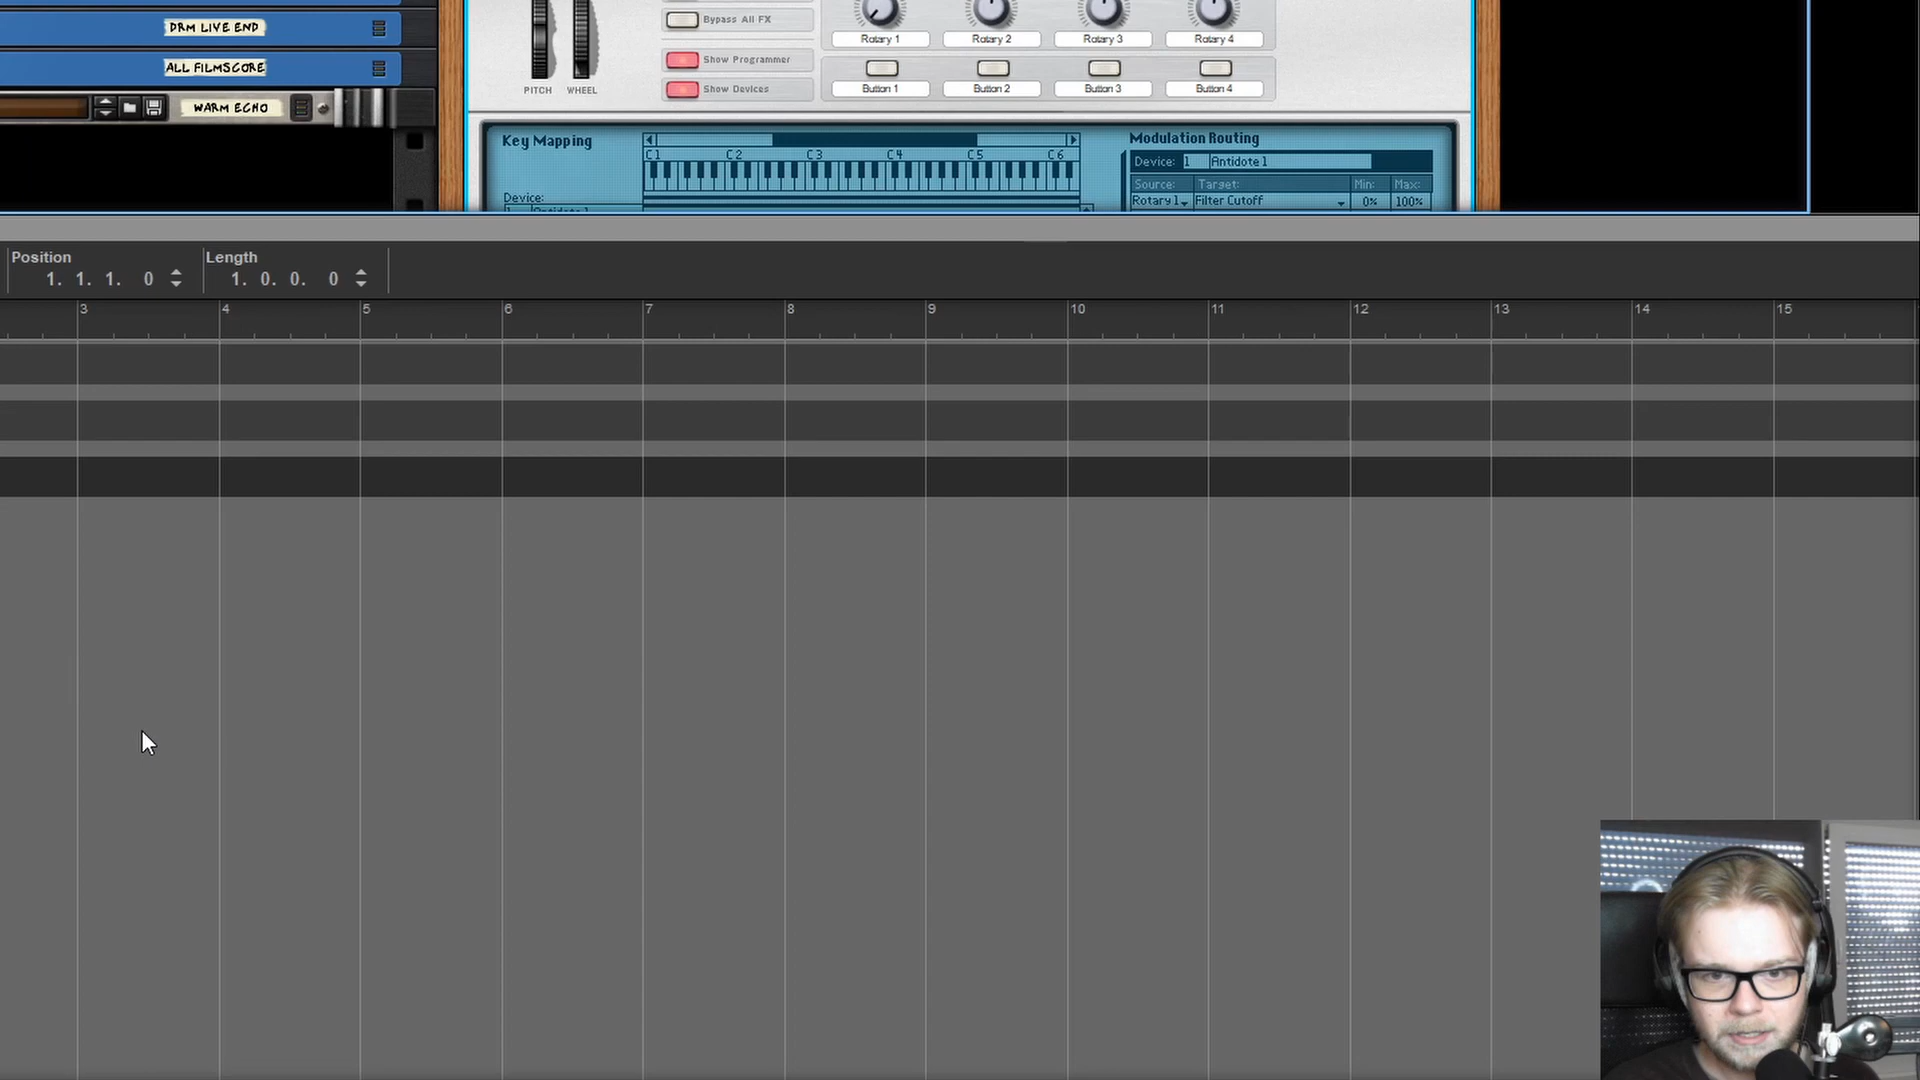 DRM LIVE END
ALL FILMSCORE
WARM ECHO
PITCH WHEEL
Bypass All FX
Show Programmer
Show Devices
Rotary 1 Rotary 2 Rotary 3 Rotary 4
Button 1 Button 2 Button 3 Button 4
Key Mapping
C1 C2 C3 C4 C5 C6
Device:
Modulation Routing
Device: 1 Antidote 1
Source: Target: Min: Max:
Rotary 1 Filter Cutoff 0% 100%
Position Length
1. 1. 1. 0 1. 0. 0. 0
3 4 5 6 7 8 9 10 11 12 13 14 15